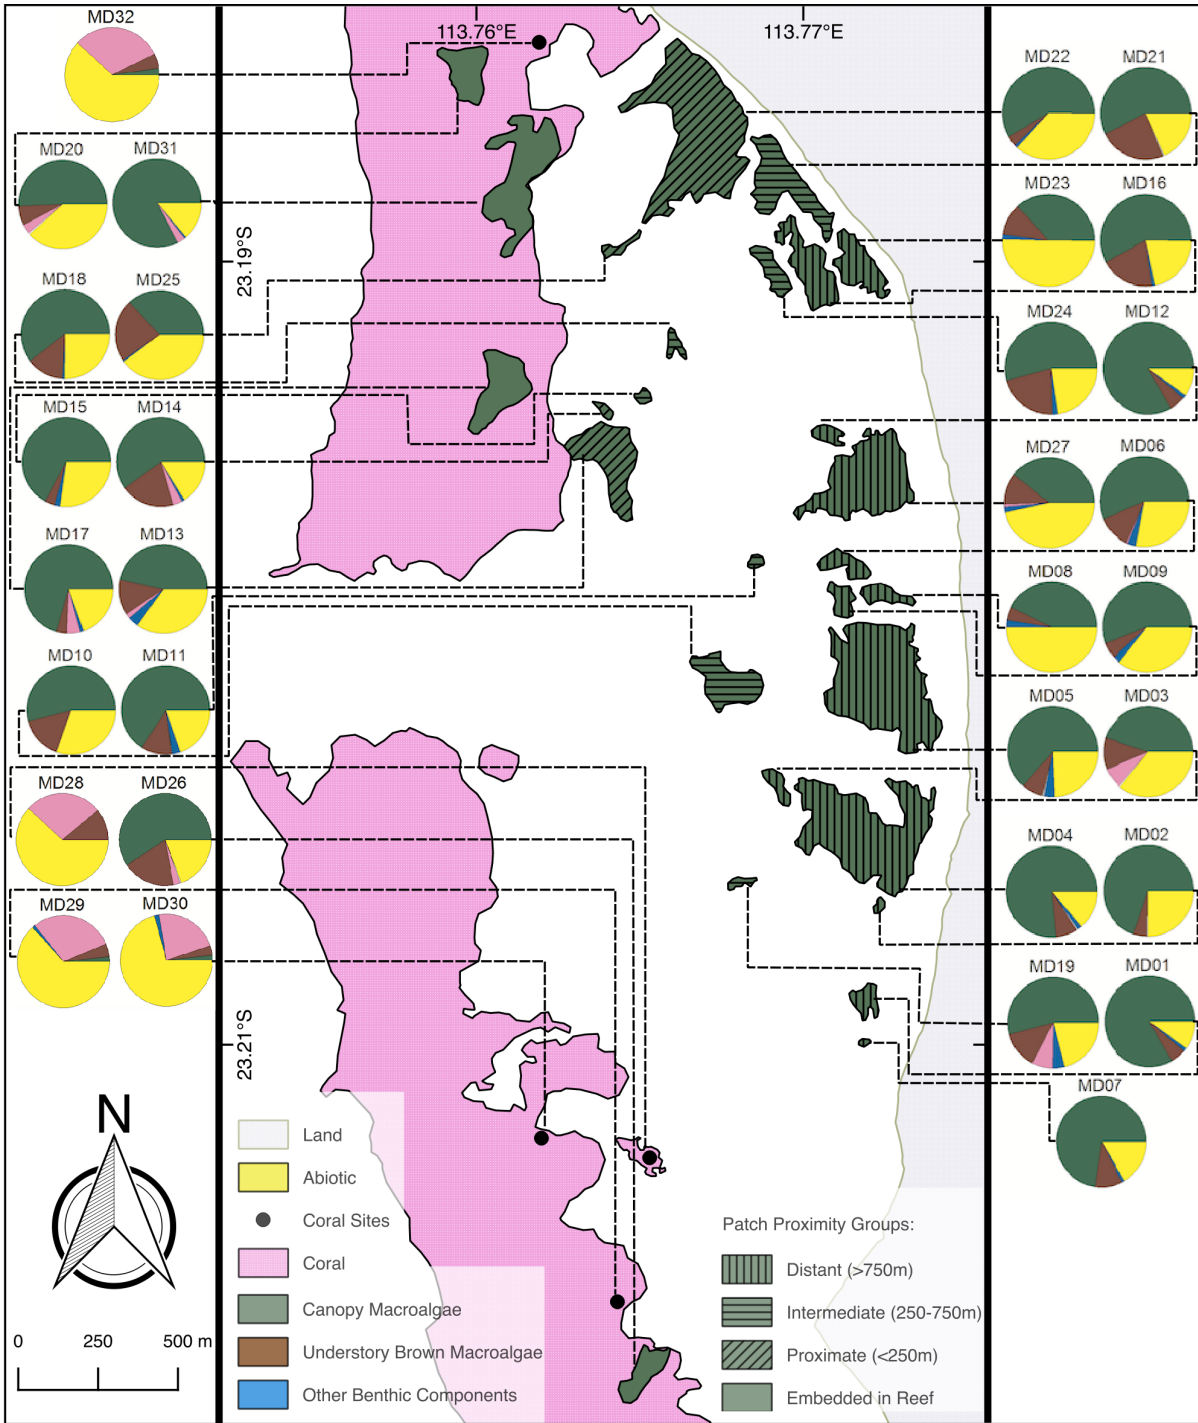 MD32
113.76°E
113.77°E
MD22
MD21
MD20
MD31
MD23
MD16
23.19°S
MD18
MD25
MD24
MD12
MD15
MD14
MD27
MD06
MD17
MD13
MD08
MD09
MD10
MD11
MD05
MD03
MD28
MD26
MD04
MD02
MD29
MD30
MD19
MD01
23.21°S
MD07
N
0
250
500 m
Land
Abiotic
Coral Sites
Coral
Canopy Macroalgae
Understory Brown Macroalgae
Other Benthic Components
Patch Proximity Groups:
Distant (>750m)
Intermediate (250-750m)
Proximate (<250m)
Embedded in Reef